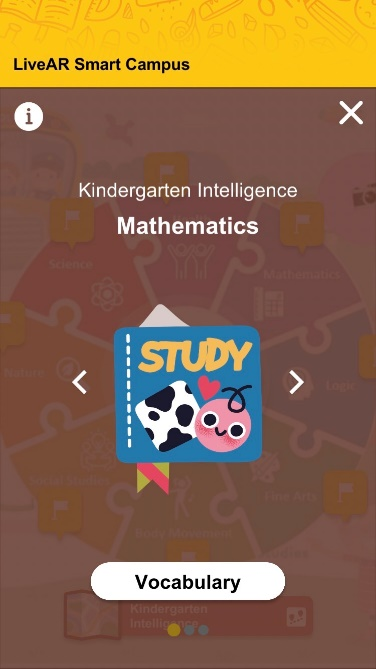 LiveAR Smart Campus
i
Kindergarten Intelligence
Mathematics
Science
Mathematics
STUDY
Nature
Logic
Social Studies
Fine Arts
Body Movement
Vocabulary
Kindergarten
Intelligence